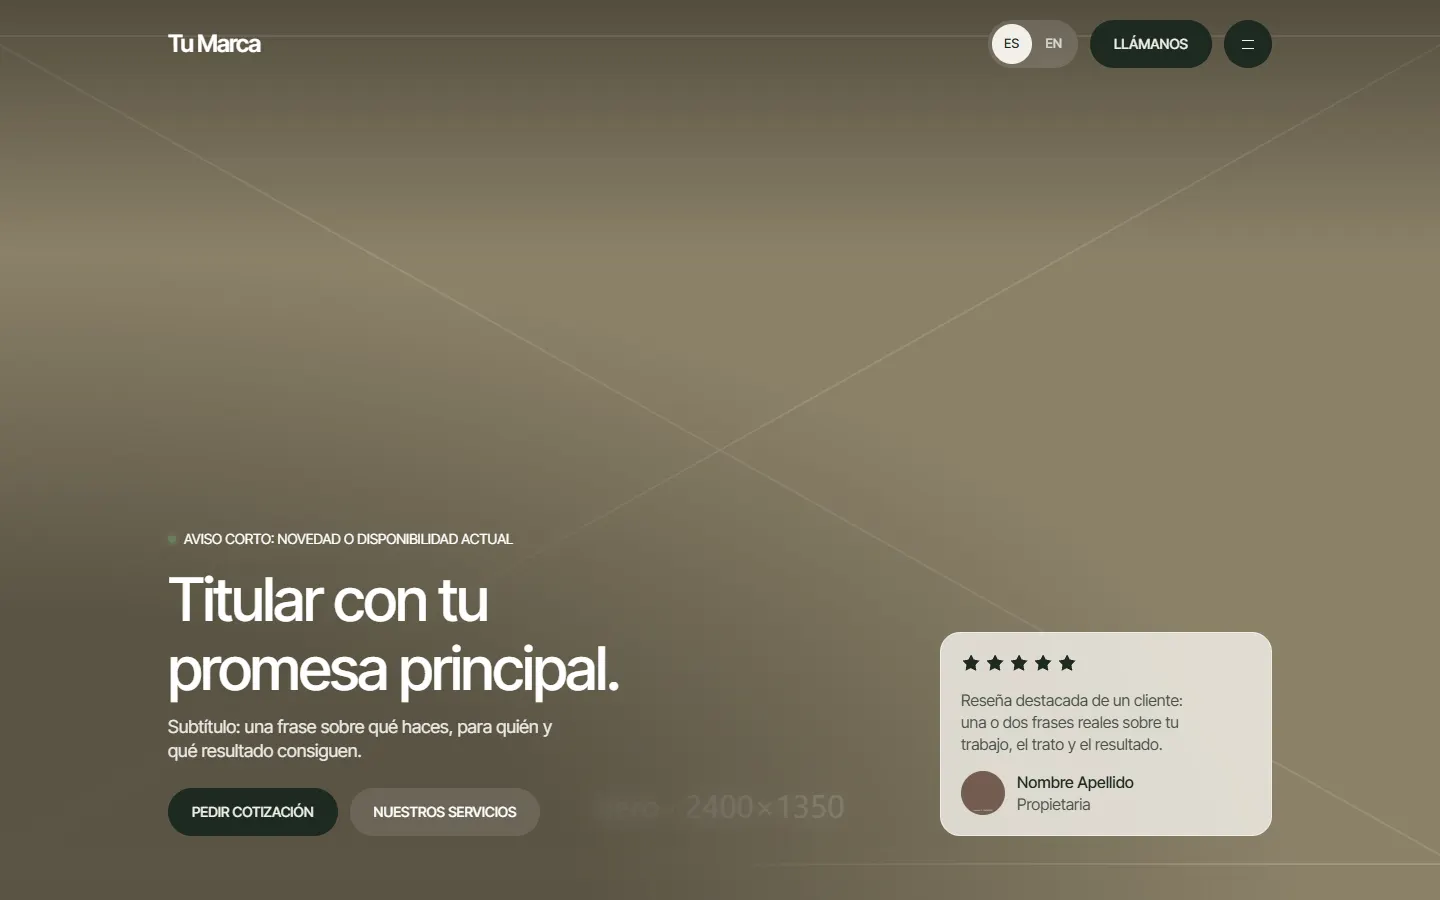 Tu Marca
ES
EN
LLÁMANOS
AVISO CORTO: NOVEDAD O DISPONIBILIDAD ACTUAL
Titular con tu
promesa principal.
Subtítulo: una frase sobre qué haces, para quién y
qué resultado consiguen.
PEDIR COTIZACIÓN
NUESTROS SERVICIOS
2400×1350
Reseña destacada de un cliente:
una o dos frases reales sobre tu
trabajo, el trato y el resultado.
Nombre Apellido
Propietaria